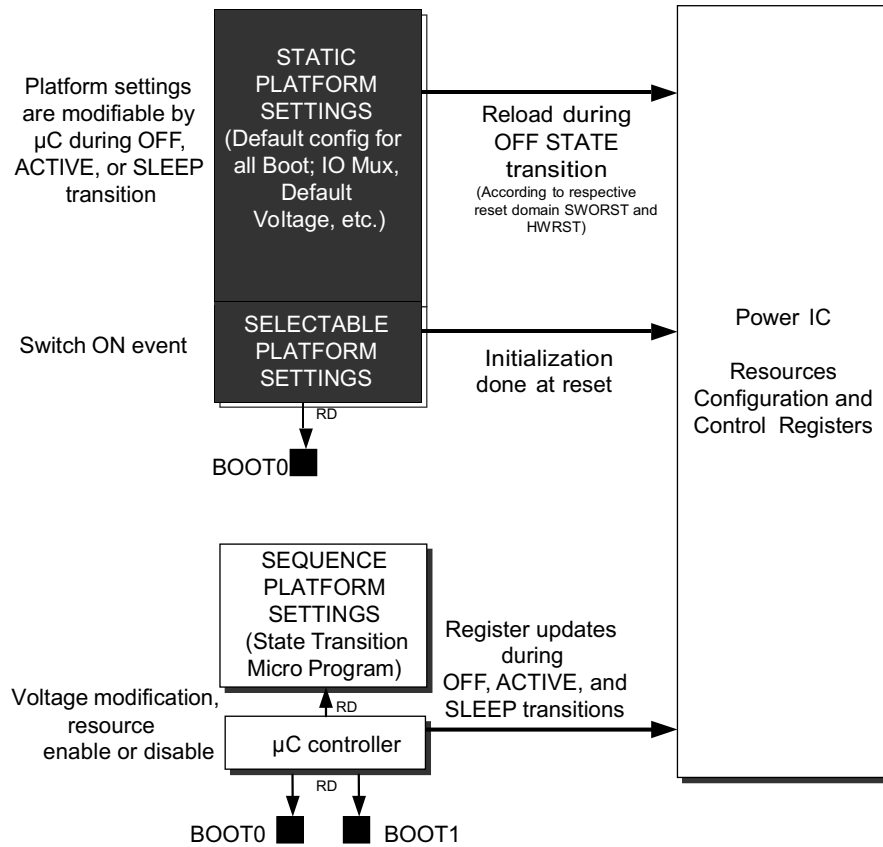 Platform settings
are modifiable by
µC during OFF,
ACTIVE, or SLEEP
transition
STATIC
PLATFORM
SETTINGS
(Default config for
all Boot; IO Mux,
Default
Voltage, etc.)
Reload during
OFF STATE
transition
(According to respective
reset domain SWORST and
HWRST)
Switch ON event
SELECTABLE
PLATFORM
SETTINGS
Initialization
done at reset
Power IC
Resources
Configuration and
Control Registers
RD
BOOT0
SEQUENCE
PLATFORM
SETTINGS
(State Transition
Micro Program)
Register updates
during
OFF, ACTIVE, and
SLEEP transitions
Voltage modification,
resource
enable or disable
RD
µC controller
RD
BOOT0
BOOT1